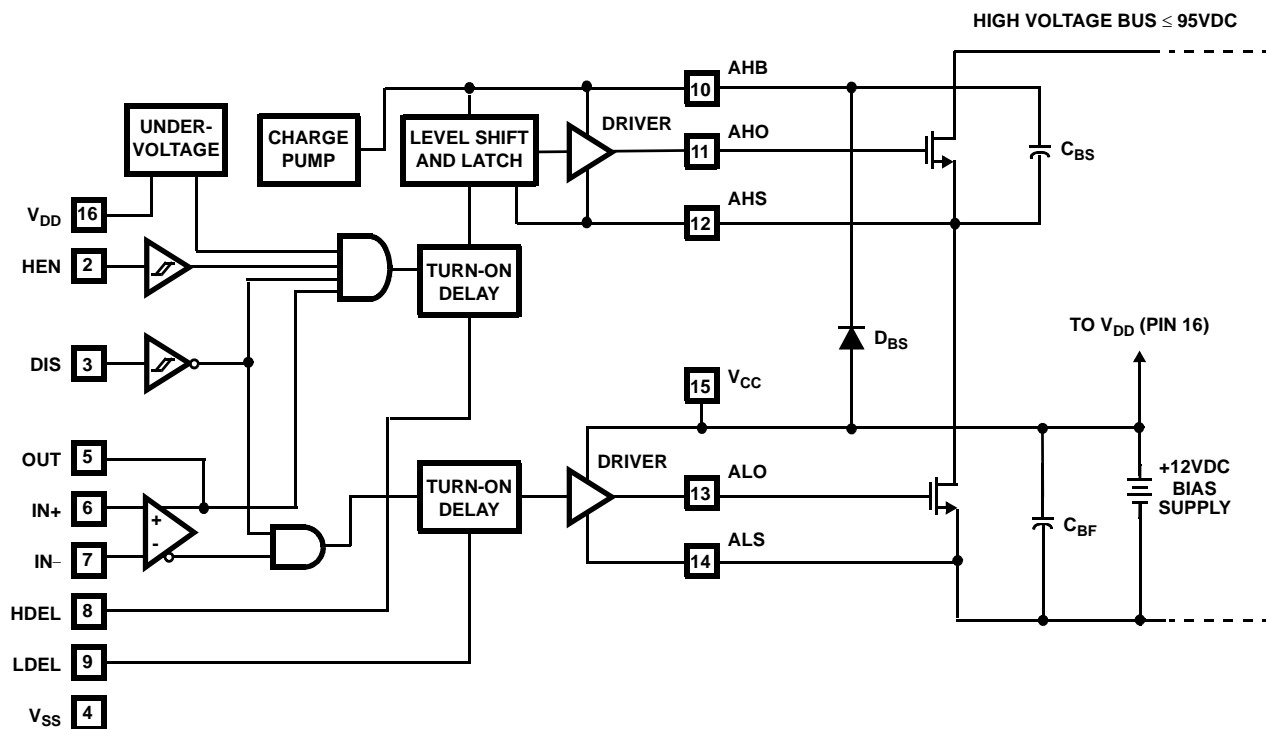 HIGH VOLTAGE BUS ≤ 95VDC
AHB
10
UNDER-
VOLTAGE
CHARGE
PUMP
LEVEL SHIFT
AND LATCH
DRIVER
AHO
11
CBS
AHS
12
VDD 16
HEN 2
TURN-ON
DELAY
DIS 3
DBS
TO VDD (PIN 16)
15
VCC
OUT 5
IN+ 6
IN– 7
+
-
TURN-ON
DELAY
DRIVER
ALO
13
ALS
14
CBF
+12VDC
BIAS
SUPPLY
HDEL 8
LDEL 9
VSS 4